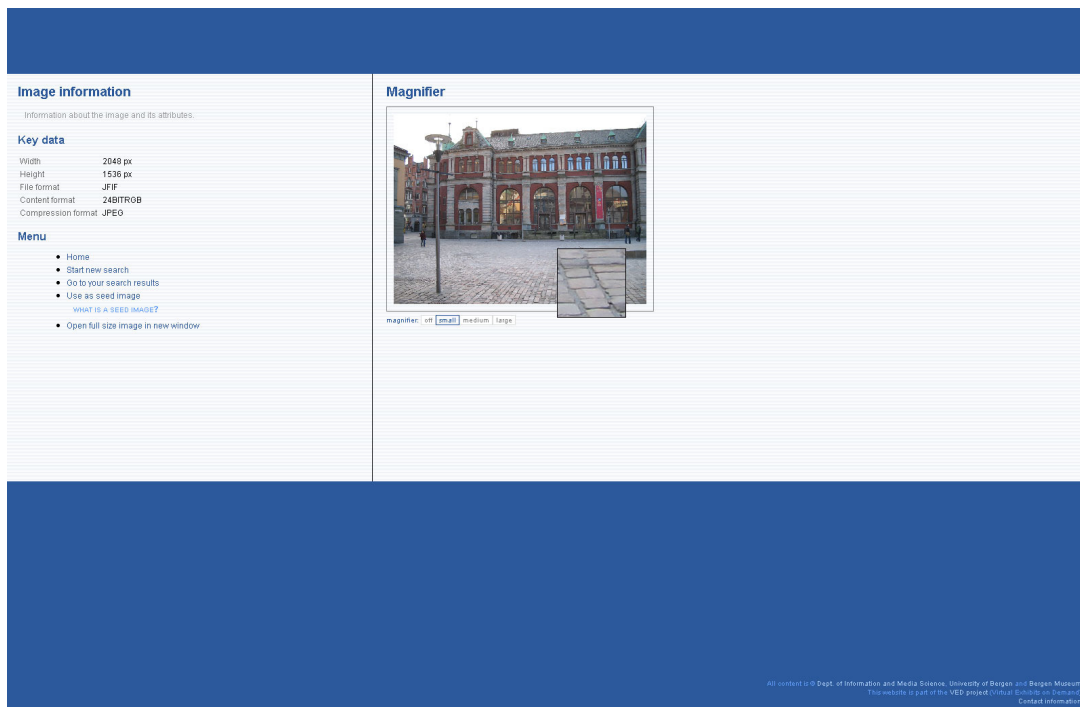 Image information
Information about the image and its attributes.
Key data
Width 2048 px
Height 1536 px
File format JFIF
Content format 24BITRGB
Compression format JPEG
Menu
Home
Start new search
Go to your search results
Use as seed image
WHAT IS A SEED IMAGE?
Open full size image in new window
Magnifier
magnifier: off small medium large
All content is © Dept. of Information and Media Science, University of Bergen and Bergen Museum
This website is part of the VED project (Virtual Exhibits on Demand)
Contact information